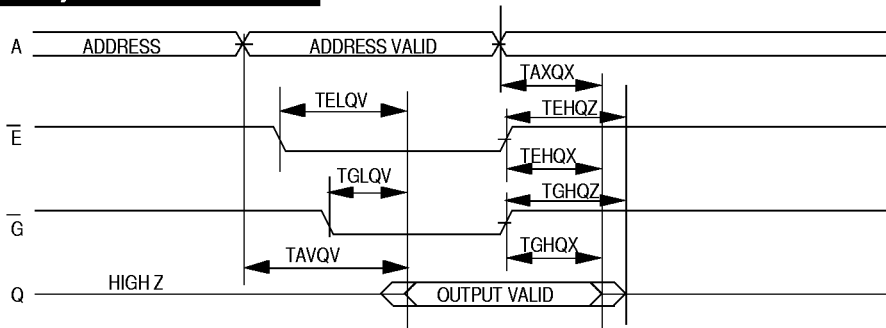 A ADDRESS ADDRESS VALID
TAXQX
TELQV TEHQZ
E
TEHQX
TGLQV TGHQZ
G
TGHQX
TAVQV
Q HIGH Z OUTPUT VALID